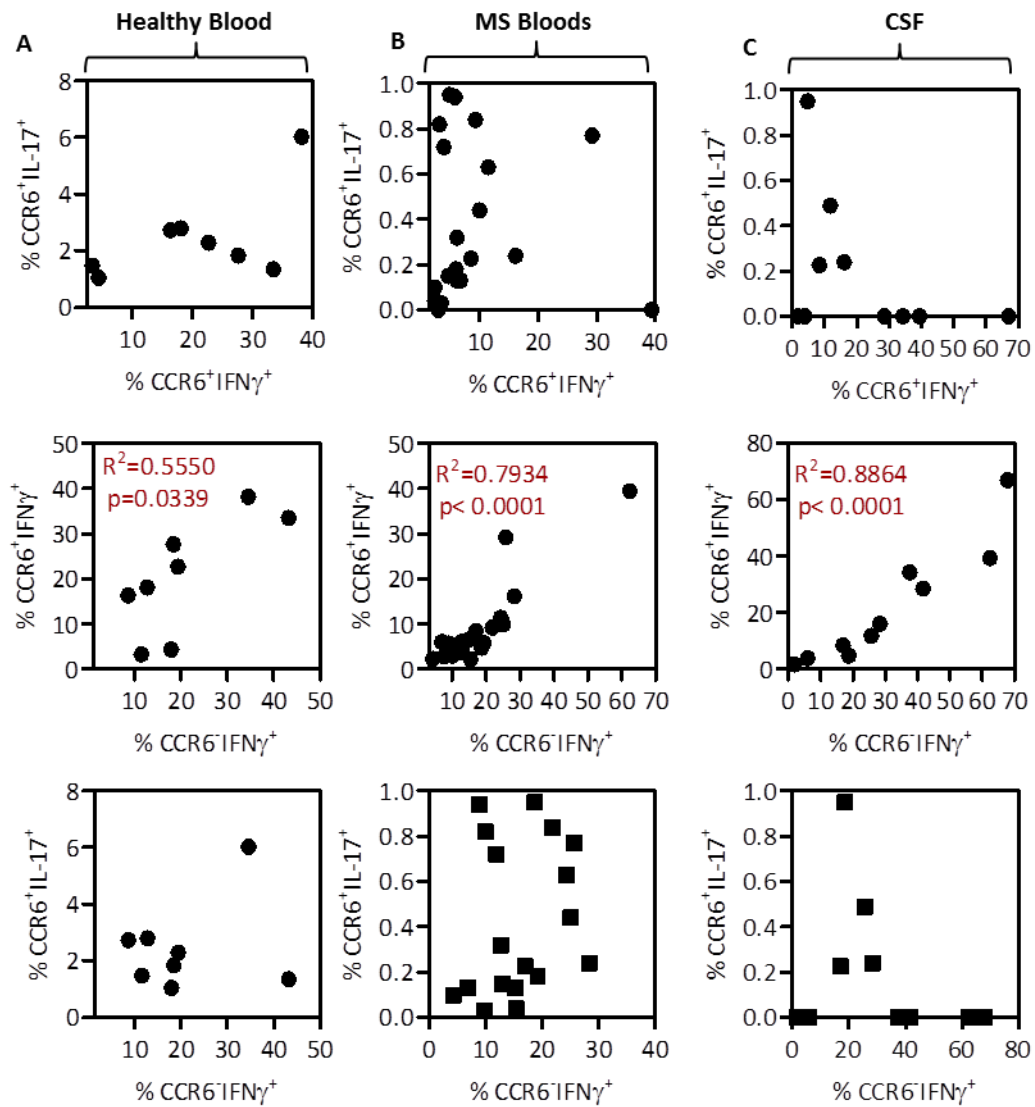 A Healthy Blood
B MS Bloods
C CSF
% CCR6⁺IL-17⁺
8
6
4
2
0
10 20 30 40
% CCR6⁺IFNγ⁺
% CCR6⁺IL-17⁺
1.0
0.8
0.6
0.4
0.2
0.0
10 20 30 40
% CCR6⁺IFNγ⁺
% CCR6⁺IL-17⁺
1.0
0.8
0.6
0.4
0.2
0.0
0 10 20 30 40 50 60 70
% CCR6⁺IFNγ⁺
% CCR6⁺IFNγ⁺
50
40
30
20
10
0
R²=0.5550
p=0.0339
10 20 30 40 50
% CCR6⁻IFNγ⁺
% CCR6⁺IFNγ⁺
50
40
30
20
10
0
R²=0.7934
p< 0.0001
10 20 30 40 50 60 70
% CCR6⁻IFNγ⁺
% CCR6⁺IFNγ⁺
80
60
40
20
0
R²=0.8864
p< 0.0001
0 10 20 30 40 50 60 70
% CCR6⁻IFNγ⁺
% CCR6⁺IL-17⁺
8
6
4
2
0
10 20 30 40 50
% CCR6⁻IFNγ⁺
% CCR6⁺IL-17⁺
1.0
0.8
0.6
0.4
0.2
0.0
0 10 20 30 40
% CCR6⁻IFNγ⁺
% CCR6⁺IL-17⁺
1.0
0.8
0.6
0.4
0.2
0.0
0 20 40 60 80
% CCR6⁻IFNγ⁺